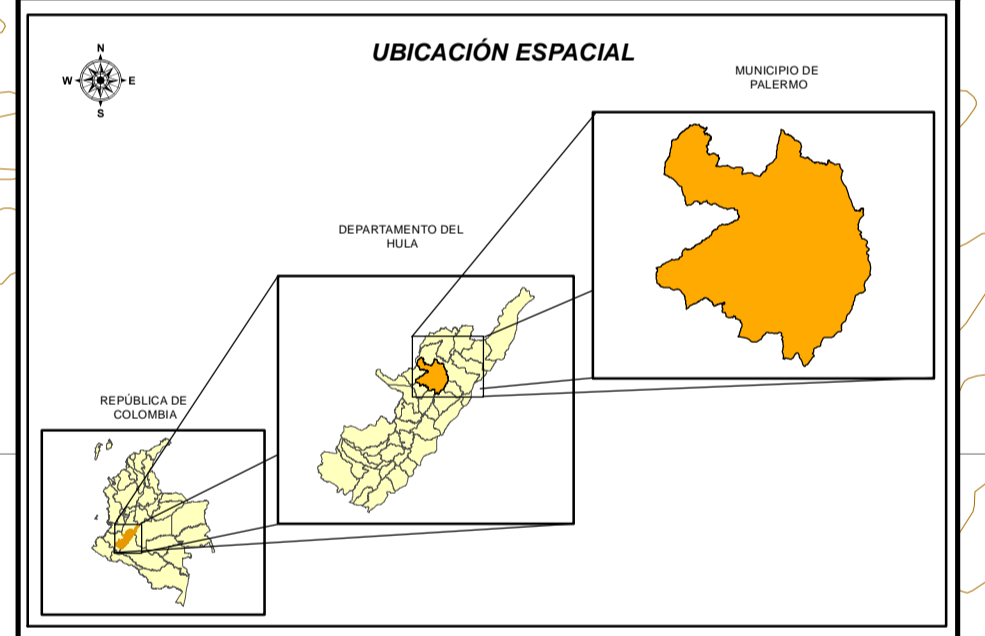 UBICACIÓN ESPACIAL
N
W
E
S
MUNICIPIO DE
PALERMO
DEPARTAMENTO DEL
HULA
REPÚBLICA DE
COLOMBIA